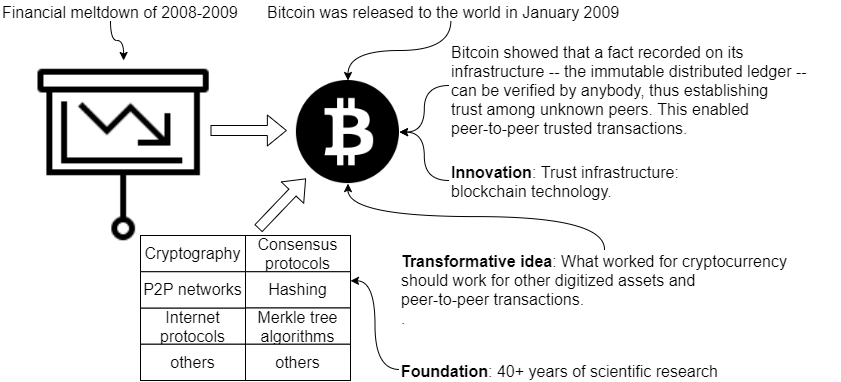 Financial meltdown of 2008-2009
Bitcoin was released to the world in January 2009
Bitcoin showed that a fact recorded on its
infrastructure -- the immutable distributed ledger --
can be verified by anybody, thus establishing
trust among unknown peers. This enabled
peer-to-peer trusted transactions.
Innovation: Trust infrastructure:
blockchain technology.
Cryptography
Consensus
protocols
P2P networks
Hashing
Internet
protocols
Merkle tree
algorithms
others
others
Transformative idea: What worked for cryptocurrency
should work for other digitized assets and
peer-to-peer transactions.
.
Foundation: 40+ years of scientific research